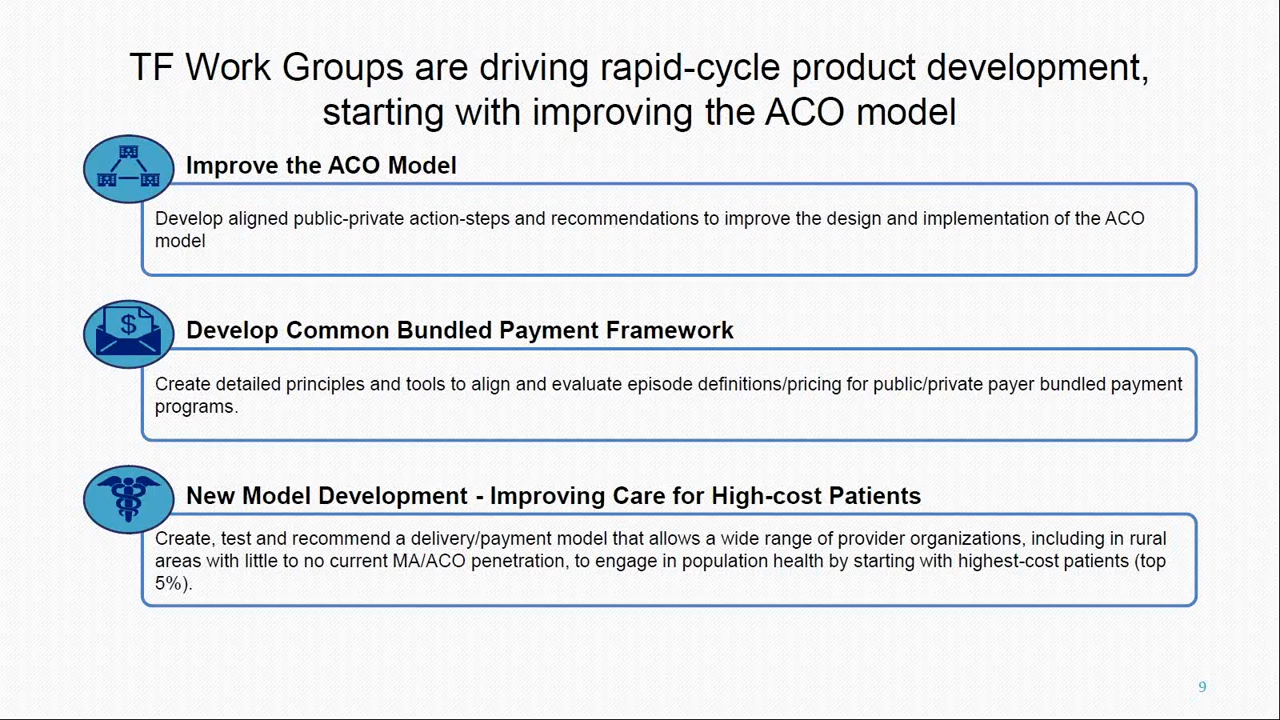 TF Work Groups are driving rapid-cycle product development,
starting with improving the ACO model
Improve the ACO Model
Develop aligned public-private action-steps and recommendations to improve the design and implementation of the ACO
model
$
Develop Common Bundled Payment Framework
Create detailed principles and tools to align and evaluate episode definitions/pricing for public/private payer bundled payment
programs.
New Model Development - Improving Care for High-cost Patients
Create, test and recommend a delivery/payment model that allows a wide range of provider organizations, including in rural
areas with little to no current MA/ACO penetration, to engage in population health by starting with highest-cost patients (top
5%).
9